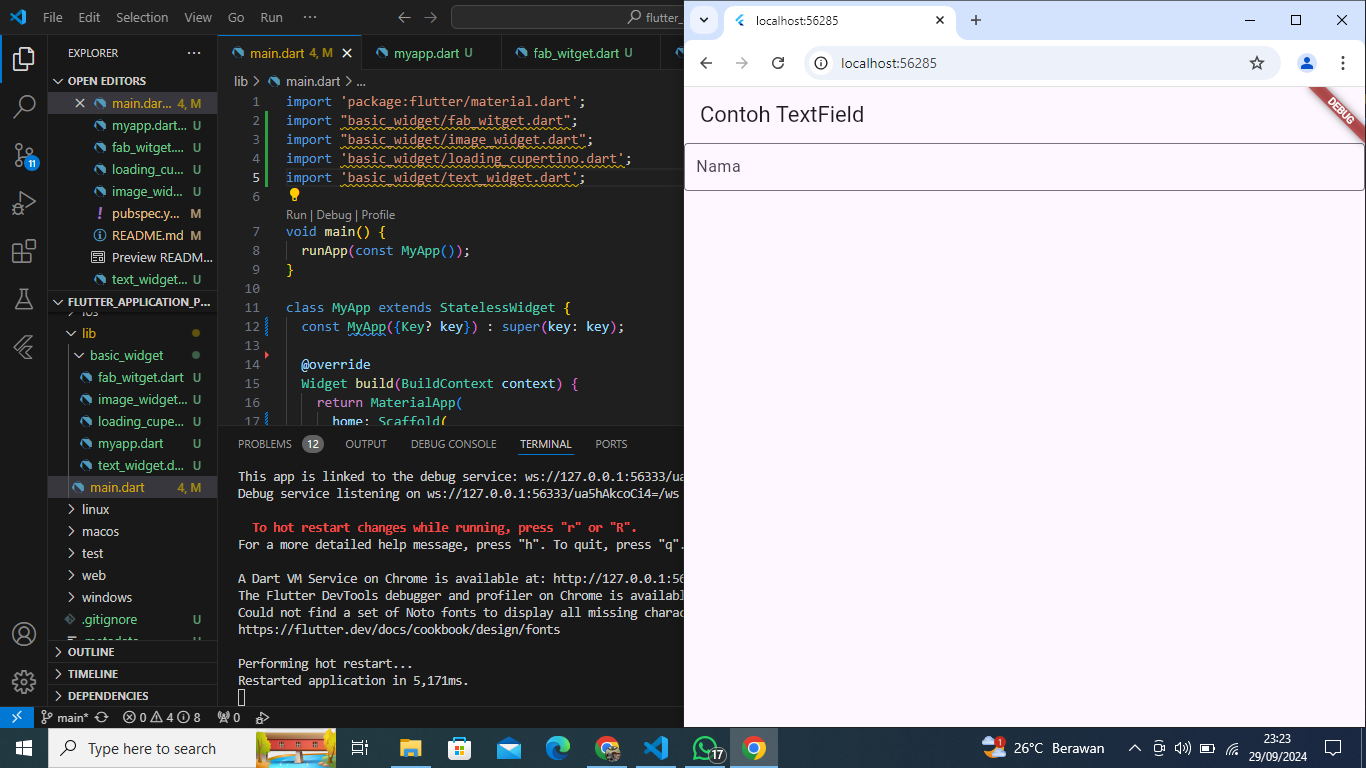 File Edit Selection View Go Run ··· flutter_
EXPLORER ···
OPEN EDITORS
main.dar... 4, M
myapp.dart... U
fab_witget.... U
loading_cu... U
image_wid... U
pubspec.y... M
README.md M
Preview READM...
text_widget... U
FLUTTER_APPLICATION_P...
ios
lib
basic_widget
fab_witget.dart U
image_widget... U
loading_cupe... U
myapp.dart U
text_widget.d... U
main.dart 4, M
linux
macos
test
web
windows
.gitignore U
.metadata U
OUTLINE
TIMELINE
DEPENDENCIES
11
main.dart 4, M
myapp.dart U
fab_witget.dart U
lib > main.dart > ...
1 import 'package:flutter/material.dart';
2 import "basic_widget/fab_witget.dart";
3 import "basic_widget/image_widget.dart";
4 import 'basic_widget/loading_cupertino.dart';
5 import 'basic_widget/text_widget.dart';
6
Run | Debug | Profile
7 void main() {
8 runApp(const MyApp());
9 }
10
11 class MyApp extends StatelessWidget {
12 const MyApp({Key? key}) : super(key: key);
13
14 @override
15 Widget build(BuildContext context) {
16 return MaterialApp(
17 home: Scaffold(
PROBLEMS 12 OUTPUT DEBUG CONSOLE TERMINAL PORTS
This app is linked to the debug service: ws://127.0.0.1:56333/ua
Debug service listening on ws://127.0.0.1:56333/ua5hAkcoCi4=/ws
To hot restart changes while running, press "r" or "R".
For a more detailed help message, press "h". To quit, press "q".
A Dart VM Service on Chrome is available at: http://127.0.0.1:56
The Flutter DevTools debugger and profiler on Chrome is availabl
Could not find a set of Noto fonts to display all missing charac
https://flutter.dev/docs/cookbook/design/fonts
Performing hot restart...
Restarted application in 5,171ms.
main* 0 4 8 0
localhost:56285
localhost:56285
Contoh TextField
DEBUG
Nama
Type here to search
17
1
26°C Berawan
23:23
29/09/2024